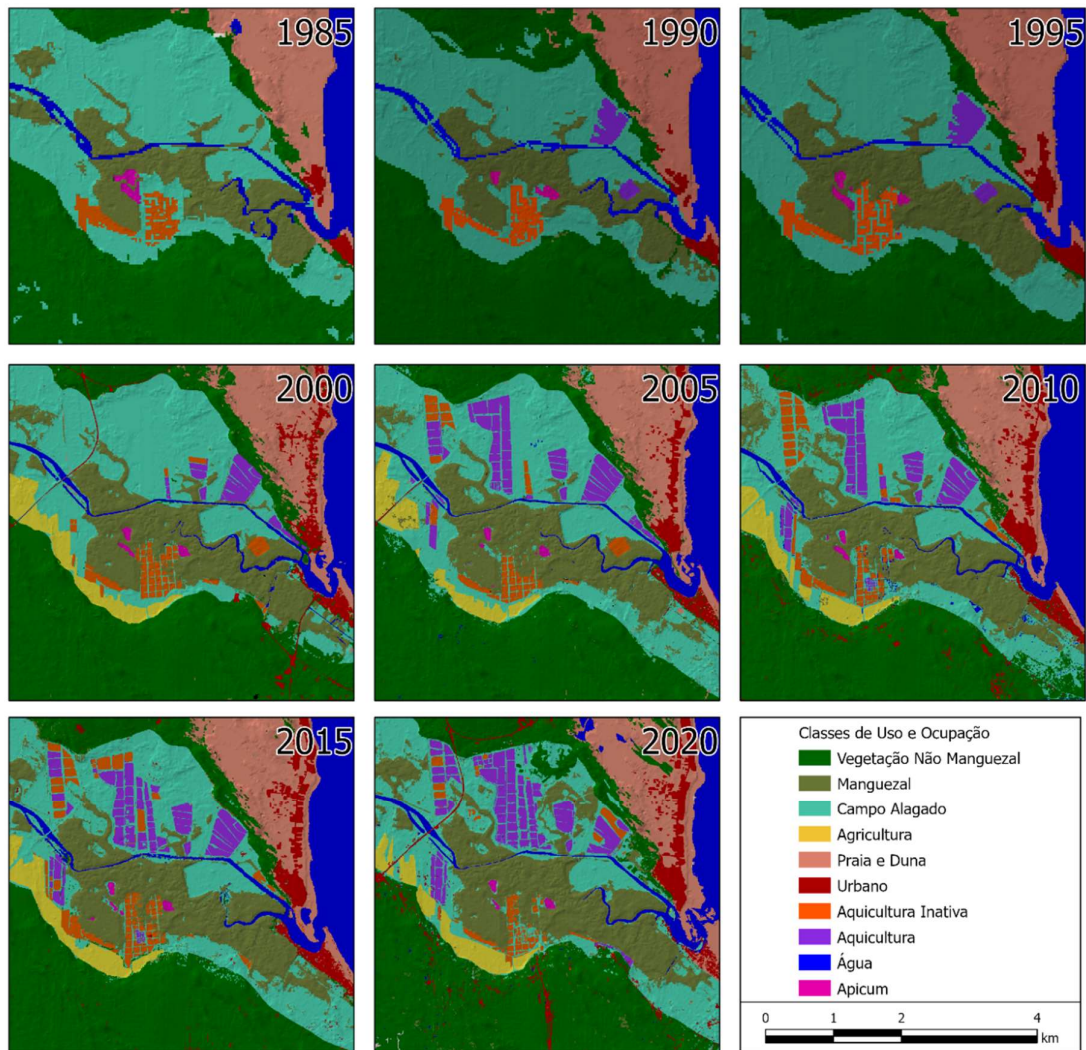 1985
1990
1995
2000
2005
2010
2015
2020
Classes de Uso e Ocupação
Vegetação Não Manguezal
Manguezal
Campo Alagado
Agricultura
Praia e Duna
Urbano
Aquicultura Inativa
Aquicultura
Água
Apicum
0 1 2 4
km